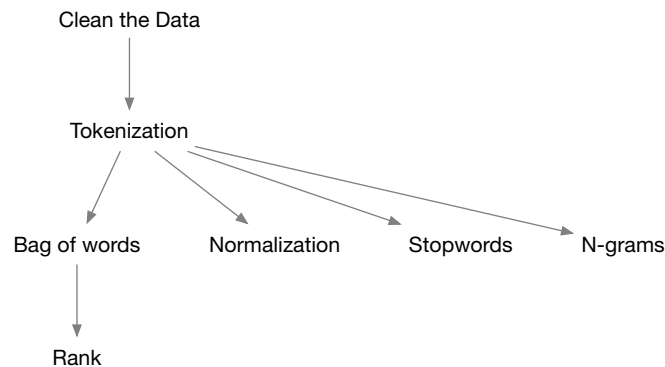 Clean the Data
Tokenization
Bag of words
Normalization
Stopwords
N-grams
Rank